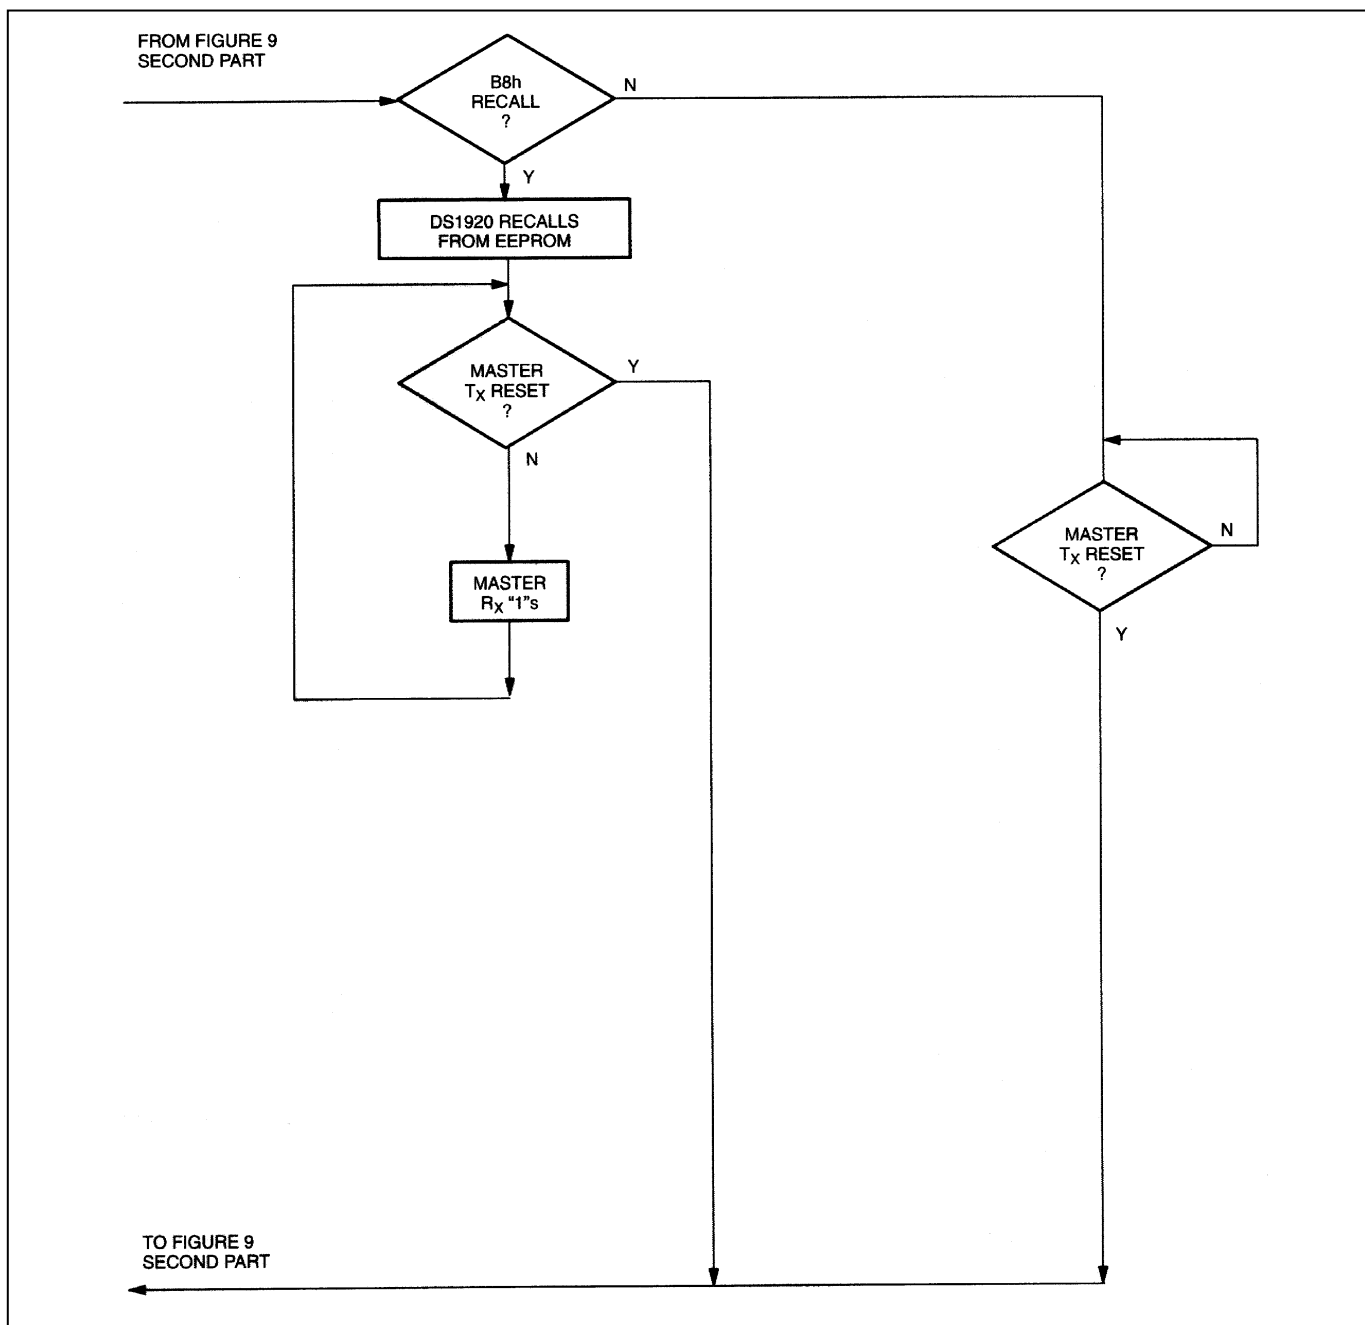 FROM FIGURE 9
SECOND PART
B8h
RECALL
?
N
Y
DS1920 RECALLS
FROM EEPROM
MASTER
TX RESET
?
Y
N
MASTER
RX "1"s
MASTER
TX RESET
?
N
Y
TO FIGURE 9
SECOND PART